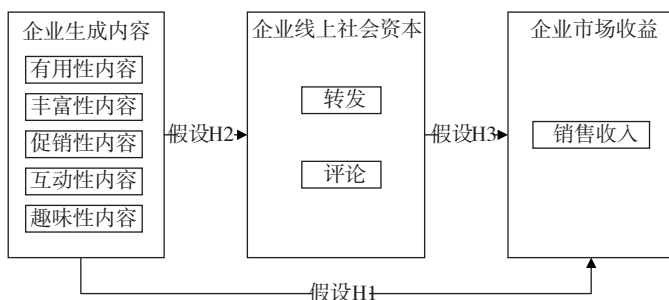 企业生成内容
有用性内容
丰富性内容
促销性内容
互动性内容
趣味性内容
假设H2
企业线上社会资本
转发
评论
假设H3
企业市场收益
销售收入
假设H1